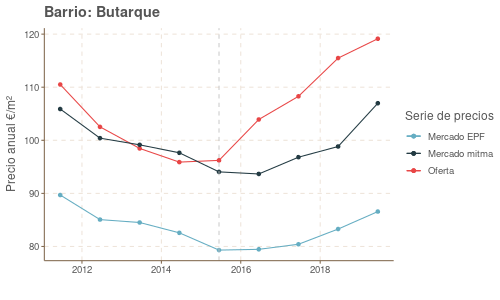 Barrio: Butarque
Precio anual €/m²
120
110
100
90
80
2012
2014
2016
2018
Serie de precios
Mercado EPF
Mercado mitma
Oferta